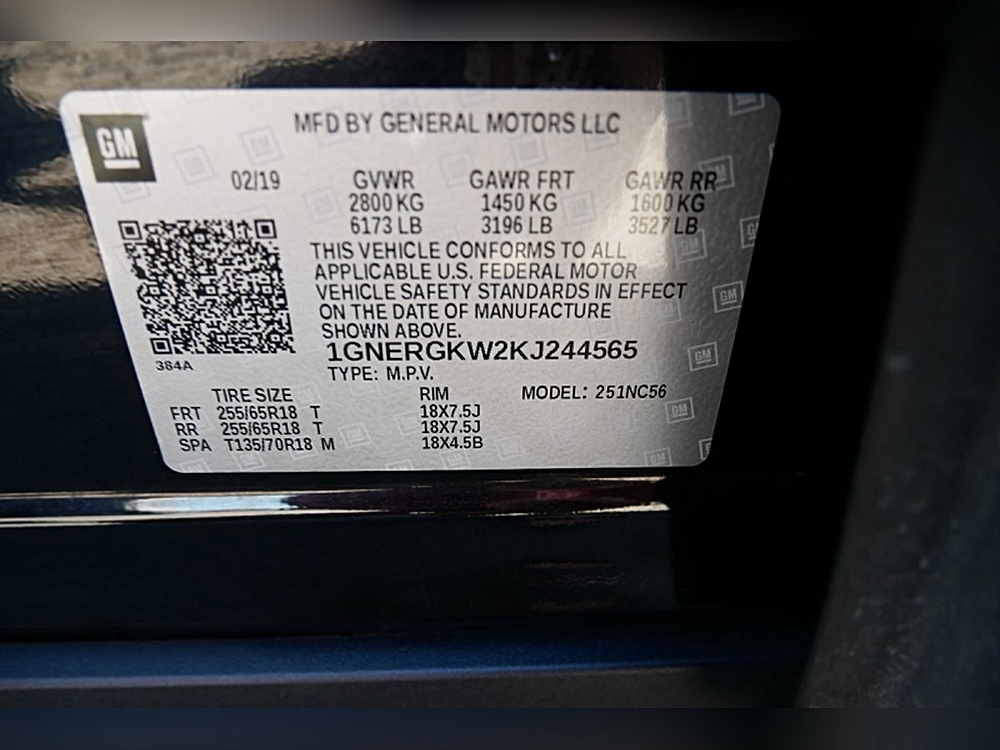 GM
MFD BY GENERAL MOTORS LLC
02/19 GVWR GAWR FRT GAWR RR
2800 KG 1450 KG 1600 KG
6173 LB 3196 LB 3527 LB
THIS VEHICLE CONFORMS TO ALL
APPLICABLE U.S. FEDERAL MOTOR
VEHICLE SAFETY STANDARDS IN EFFECT
ON THE DATE OF MANUFACTURE
SHOWN ABOVE.
1GNERGKW2KJ244565
384A
TYPE: M.P.V.
TIRE SIZE RIM MODEL: 251NC56
FRT 255/65R18 T 18X7.5J
RR 255/65R18 T 18X7.5J
SPA T135/70R18 M 18X4.5B